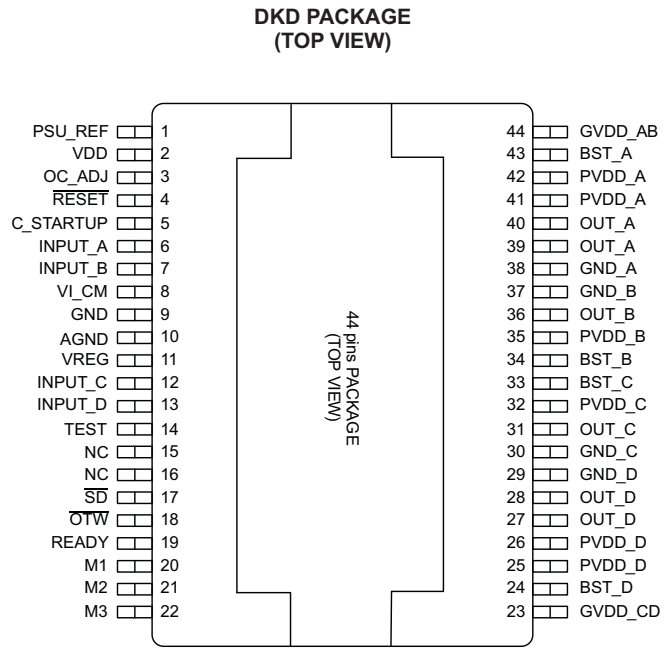 DKD PACKAGE
(TOP VIEW)
PSU_REF 1
VDD 2
OC_ADJ 3
RESET 4
C_STARTUP 5
INPUT_A 6
INPUT_B 7
VI_CM 8
GND 9
AGND 10
VREG 11
INPUT_C 12
INPUT_D 13
TEST 14
NC 15
NC 16
SD 17
OTW 18
READY 19
M1 20
M2 21
M3 22
44 pins PACKAGE
(TOP VIEW)
44 GVDD_AB
43 BST_A
42 PVDD_A
41 PVDD_A
40 OUT_A
39 OUT_A
38 GND_A
37 GND_B
36 OUT_B
35 PVDD_B
34 BST_B
33 BST_C
32 PVDD_C
31 OUT_C
30 GND_C
29 GND_D
28 OUT_D
27 OUT_D
26 PVDD_D
25 PVDD_D
24 BST_D
23 GVDD_CD